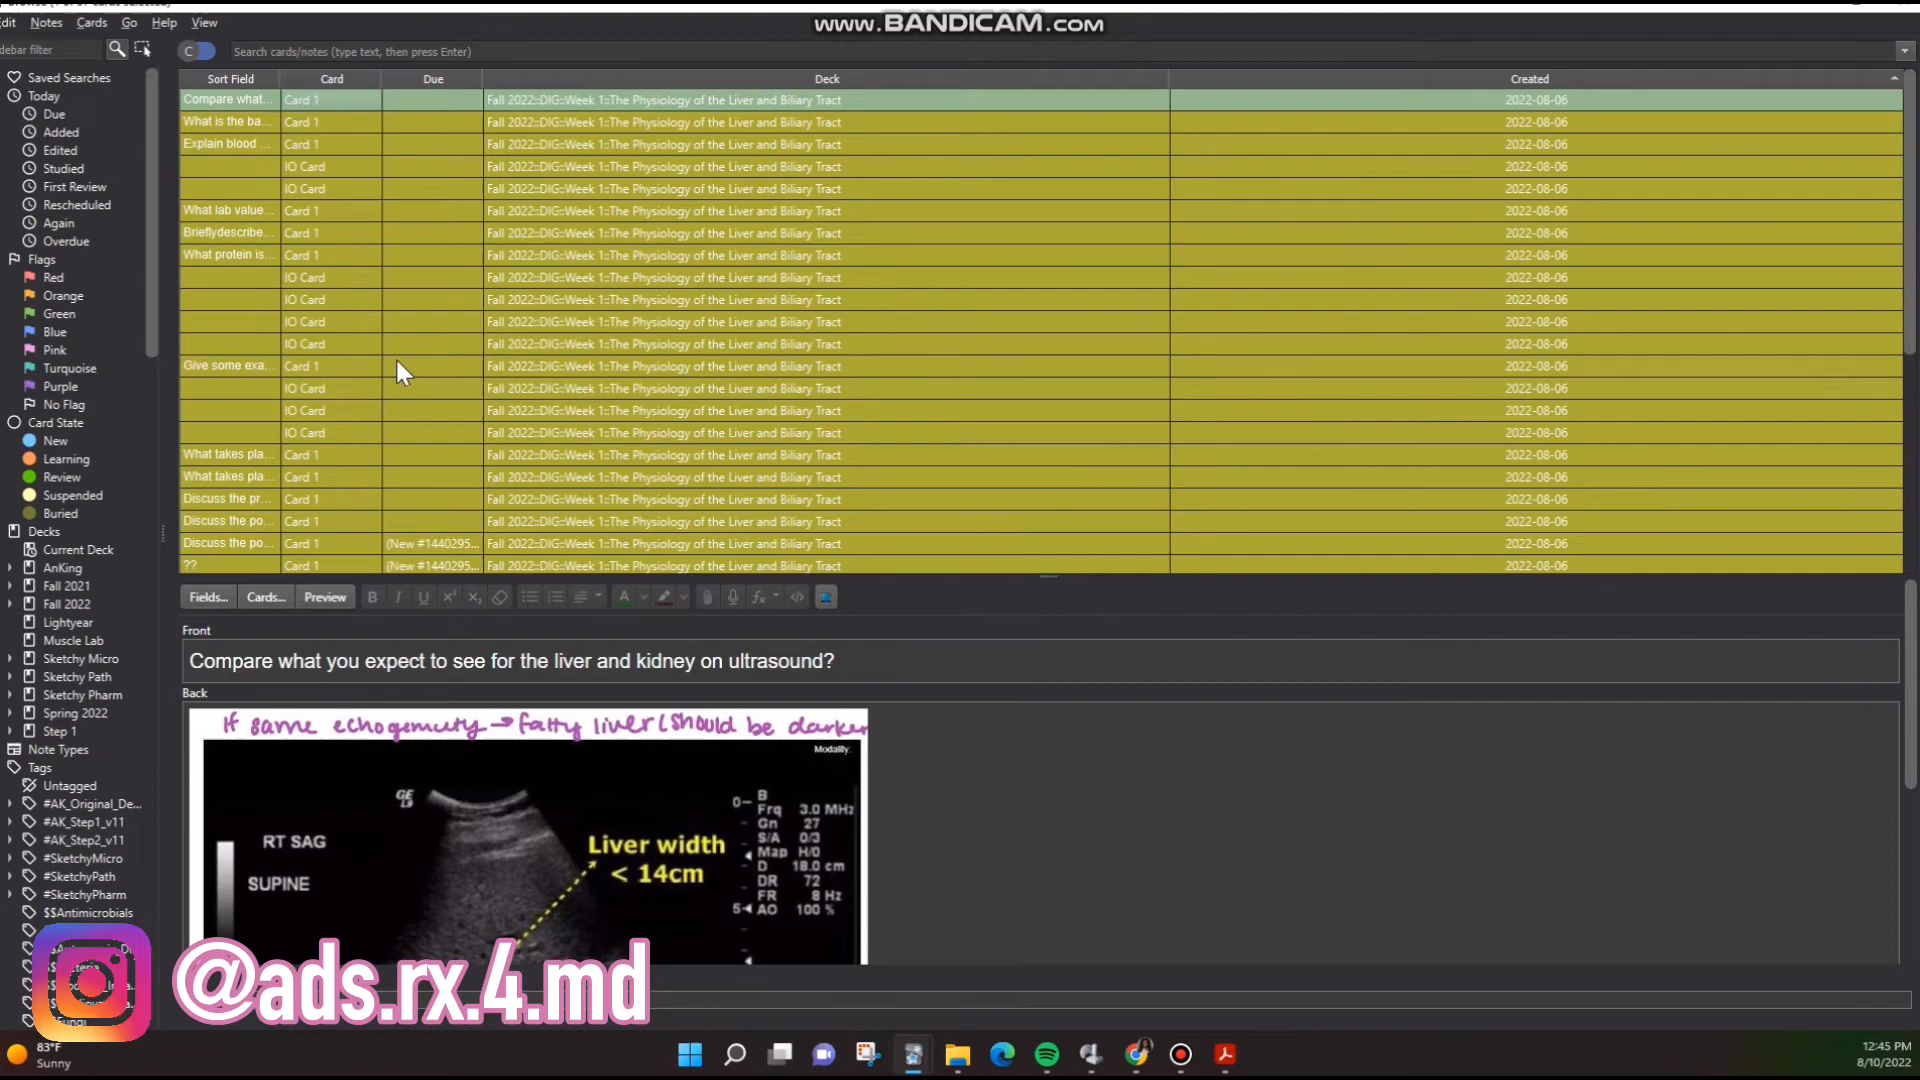 www.BANDICAM.com
Edit Notes Cards Go Help View
Search cards/notes (type text, then press Enter)
Sort Field Card Due Deck Created
Compare what... Card 1 Fall 2022::DIG::Week 1::The Physiology of the Liver and Biliary Tract 2022-08-06
What is the ba... Card 1 Fall 2022::DIG::Week 1::The Physiology of the Liver and Biliary Tract 2022-08-06
Explain blood ... Card 1 Fall 2022::DIG::Week 1::The Physiology of the Liver and Biliary Tract 2022-08-06
IO Card Fall 2022::DIG::Week 1::The Physiology of the Liver and Biliary Tract 2022-08-06
IO Card Fall 2022::DIG::Week 1::The Physiology of the Liver and Biliary Tract 2022-08-06
What lab value... Card 1 Fall 2022::DIG::Week 1::The Physiology of the Liver and Biliary Tract 2022-08-06
Brieflydescribe... Card 1 Fall 2022::DIG::Week 1::The Physiology of the Liver and Biliary Tract 2022-08-06
What protein is... Card 1 Fall 2022::DIG::Week 1::The Physiology of the Liver and Biliary Tract 2022-08-06
IO Card Fall 2022::DIG::Week 1::The Physiology of the Liver and Biliary Tract 2022-08-06
IO Card Fall 2022::DIG::Week 1::The Physiology of the Liver and Biliary Tract 2022-08-06
IO Card Fall 2022::DIG::Week 1::The Physiology of the Liver and Biliary Tract 2022-08-06
IO Card Fall 2022::DIG::Week 1::The Physiology of the Liver and Biliary Tract 2022-08-06
Give some exa... Card 1 Fall 2022::DIG::Week 1::The Physiology of the Liver and Biliary Tract 2022-08-06
IO Card Fall 2022::DIG::Week 1::The Physiology of the Liver and Biliary Tract 2022-08-06
IO Card Fall 2022::DIG::Week 1::The Physiology of the Liver and Biliary Tract 2022-08-06
IO Card Fall 2022::DIG::Week 1::The Physiology of the Liver and Biliary Tract 2022-08-06
What takes pla... Card 1 Fall 2022::DIG::Week 1::The Physiology of the Liver and Biliary Tract 2022-08-06
What takes pla... Card 1 Fall 2022::DIG::Week 1::The Physiology of the Liver and Biliary Tract 2022-08-06
Discuss the pr... Card 1 Fall 2022::DIG::Week 1::The Physiology of the Liver and Biliary Tract 2022-08-06
Discuss the po... Card 1 Fall 2022::DIG::Week 1::The Physiology of the Liver and Biliary Tract 2022-08-06
Discuss the po... Card 1 (New #1440295... Fall 2022::DIG::Week 1::The Physiology of the Liver and Biliary Tract 2022-08-06
?? Card 1 (New #1440295... Fall 2022::DIG::Week 1::The Physiology of the Liver and Biliary Tract 2022-08-06
debar filter
Saved Searches
Today
Due
Added
Edited
Studied
First Review
Rescheduled
Again
Overdue
Flags
Red
Orange
Green
Blue
Pink
Turquoise
Purple
No Flag
Card State
New
Learning
Review
Suspended
Buried
Decks
Current Deck
AnKing
Fall 2021
Fall 2022
Lightyear
Muscle Lab
Sketchy Micro
Sketchy Path
Sketchy Pharm
Spring 2022
Step 1
Note Types
Tags
Untagged
#AK_Original_De...
#AK_Step1_v11
#AK_Step2_v11
#SketchyMicro
#SketchyPath
#SketchyPharm
$$Antimicrobials
Fields... Cards... Preview
Front
Compare what you expect to see for the liver and kidney on ultrasound?
Back
If same echogenicity → fatty liver (should be darker
Modality:
GE
L9
RT SAG
SUPINE
Liver width
< 14cm
B
Frq 3.0 MHz
Gn 27
S/A 0/3
Map H/0
D 18.0 cm
DR 72
FR 8 Hz
AO 100 %
0
5
@ads.rx.4.md
83°F
Sunny
12:45 PM
8/10/2022